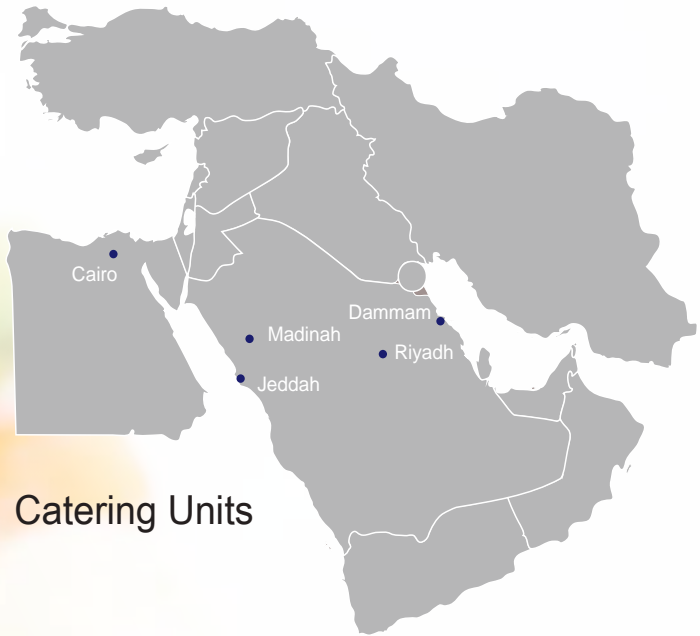 Cairo
Dammam
Madinah
Riyadh
Jeddah
Catering Units